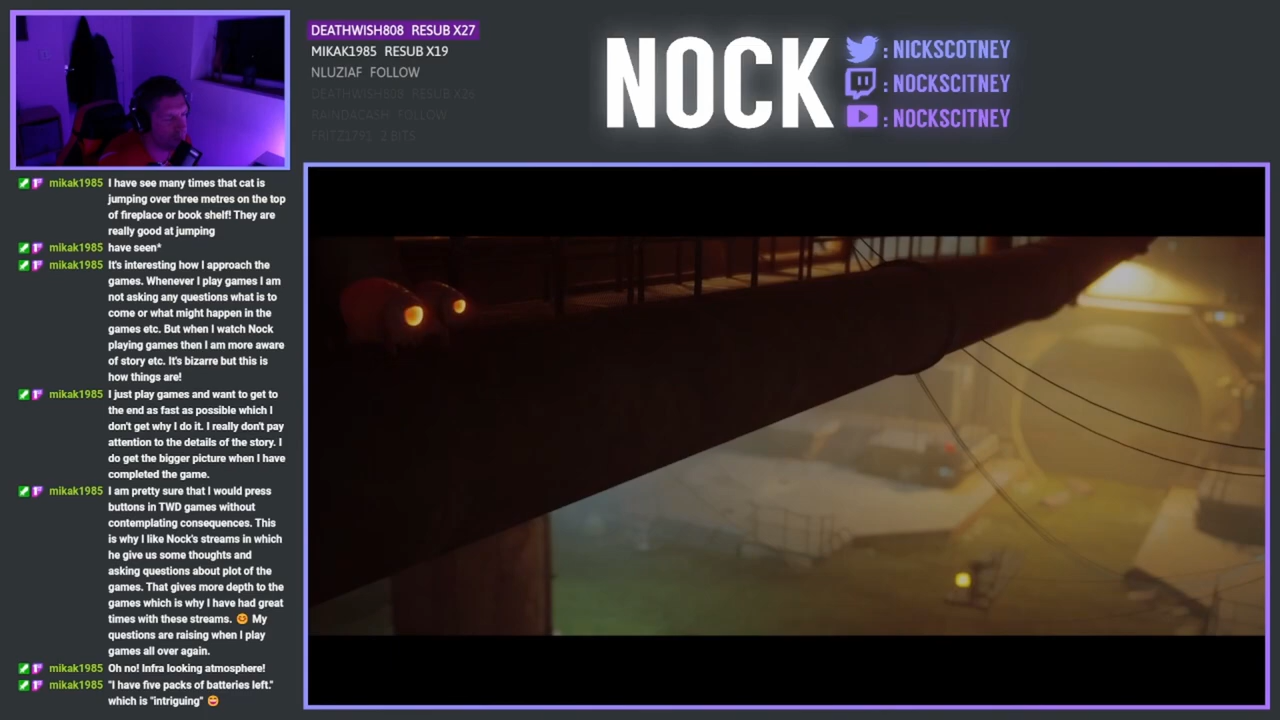 DEATHWISH808 RESUB X27
MIKAK1985 RESUB X19
NLUZIAF FOLLOW
DEATHWISH808 RESUB X26
RAINDACASH FOLLOW
FRITZ1791 2 BITS
NOCK
: NICKSCOTNEY
: NOCKSCITNEY
: NOCKSCITNEY
mikak1985 I have see many times that cat is
jumping over three metres on the top
of fireplace or book shelf! They are
really good at jumping
mikak1985 have seen*
mikak1985 It's interesting how I approach the
games. Whenever I play games I am
not asking any questions what is to
come or what might happen in the
games etc. But when I watch Nock
playing games then I am more aware
of story etc. It's bizarre but this is
how things are!
mikak1985 I just play games and want to get to
the end as fast as possible which I
don't get why I do it. I really don't pay
attention to the details of the story. I
do get the bigger picture when I have
completed the game.
mikak1985 I am pretty sure that I would press
buttons in TWD games without
contemplating consequences. This
is why I like Nock's streams in which
he give us some thoughts and
asking questions about plot of the
games. That gives more depth to the
games which is why I have had great
times with these streams. 😊 My
questions are raising when I play
games all over again.
mikak1985 Oh no! Infra looking atmosphere!
mikak1985 "I have five packs of batteries left."
which is "intriguing" 😄